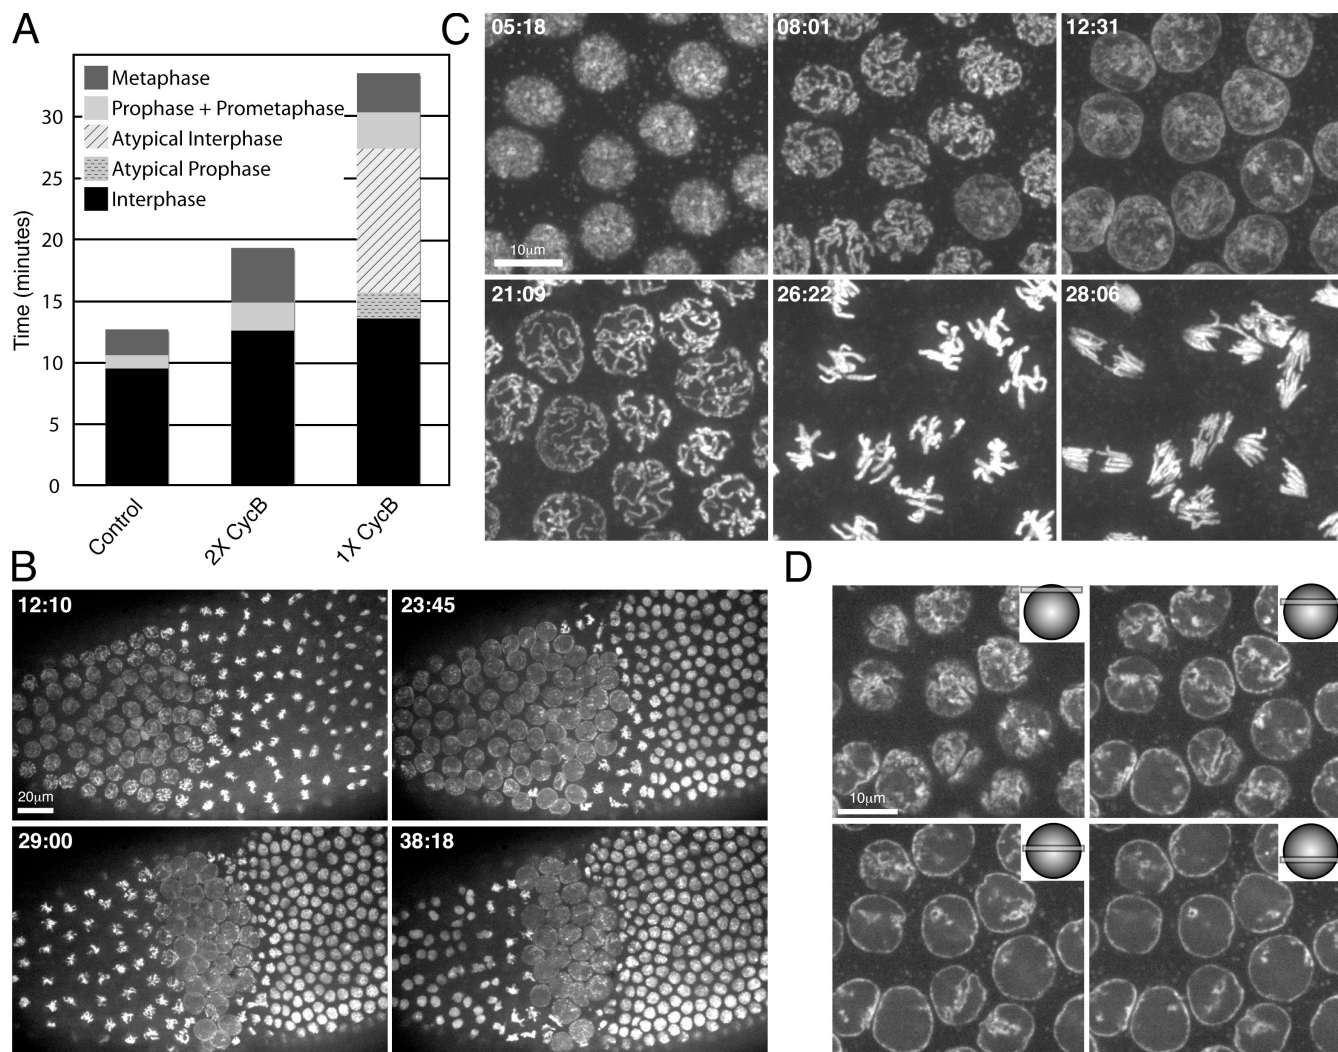 A
Metaphase
Prophase + Prometaphase
Atypical Interphase
Atypical Prophase
Interphase
Time (minutes)
30
25
20
15
10
5
0
Control
2X CycB
1X CycB
C
05:18
08:01
12:31
10μm
21:09
26:22
28:06
B
12:10
23:45
20μm
29:00
38:18
D
10μm